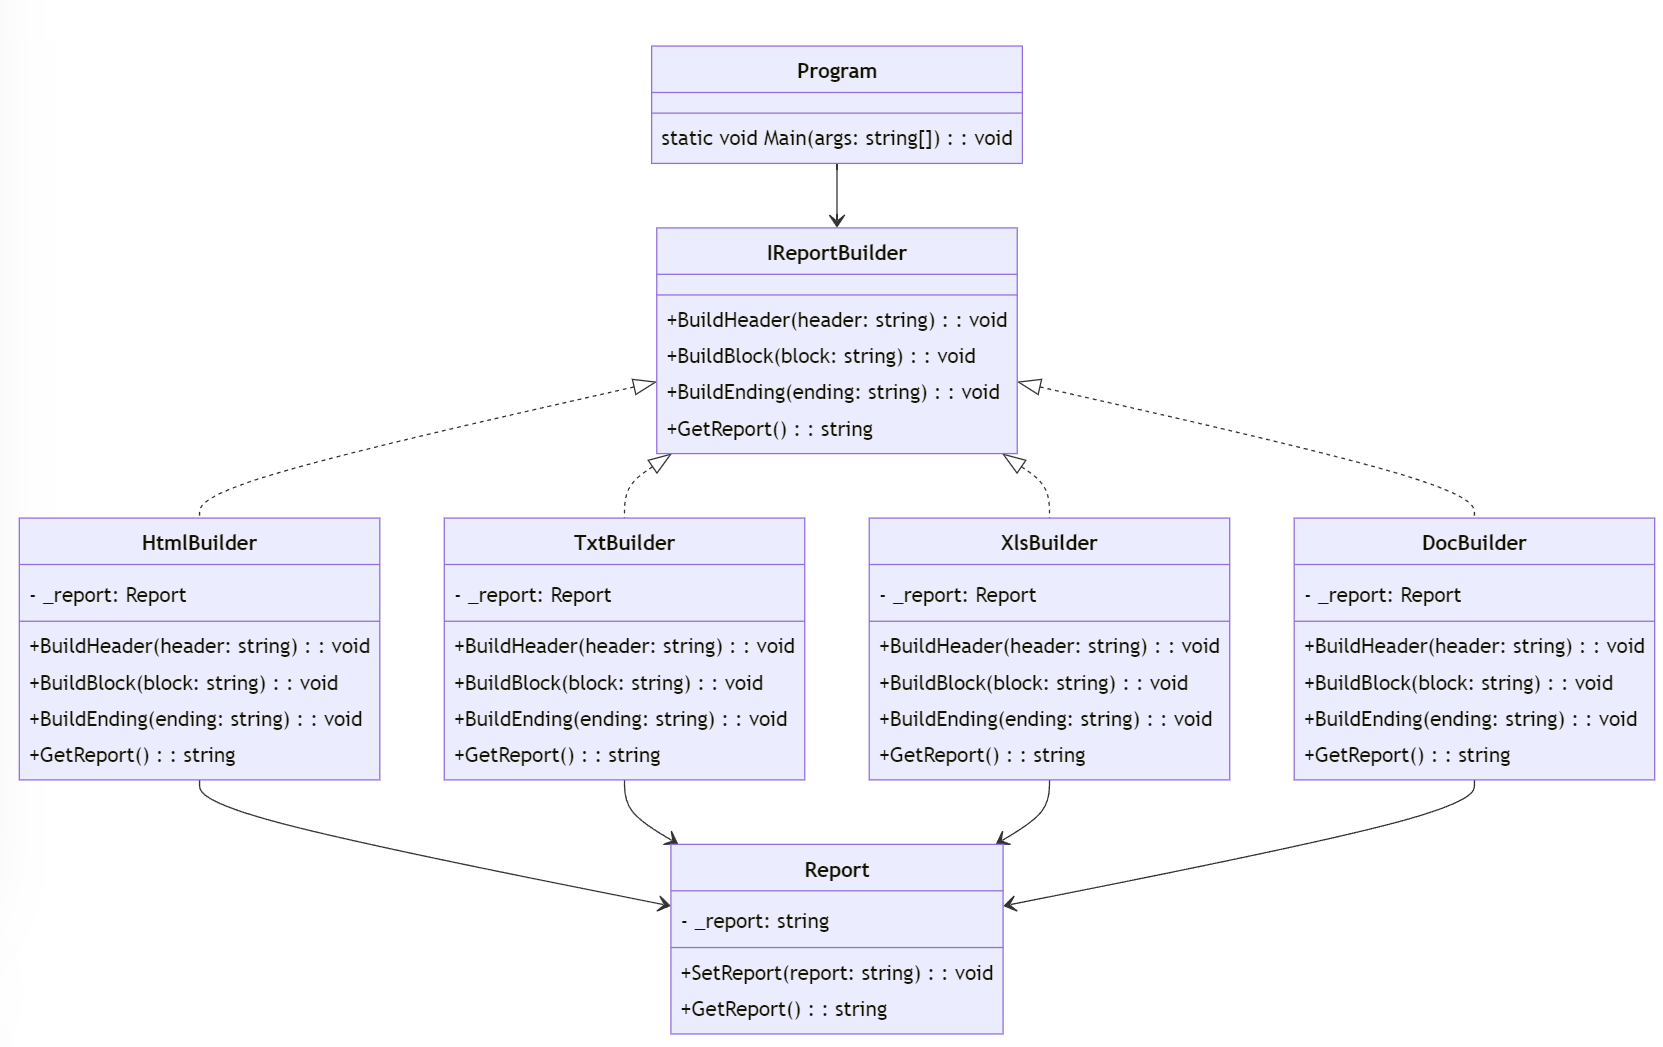 Program
static void Main(args: string[]) : : void
IReportBuilder
+BuildHeader(header: string) : : void
+BuildBlock(block: string) : : void
+BuildEnding(ending: string) : : void
+GetReport() : : string
HtmlBuilder
- _report: Report
+BuildHeader(header: string) : : void
+BuildBlock(block: string) : : void
+BuildEnding(ending: string) : : void
+GetReport() : : string
TxtBuilder
- _report: Report
+BuildHeader(header: string) : : void
+BuildBlock(block: string) : : void
+BuildEnding(ending: string) : : void
+GetReport() : : string
XlsBuilder
- _report: Report
+BuildHeader(header: string) : : void
+BuildBlock(block: string) : : void
+BuildEnding(ending: string) : : void
+GetReport() : : string
DocBuilder
- _report: Report
+BuildHeader(header: string) : : void
+BuildBlock(block: string) : : void
+BuildEnding(ending: string) : : void
+GetReport() : : string
Report
- _report: string
+SetReport(report: string) : : void
+GetReport() : : string